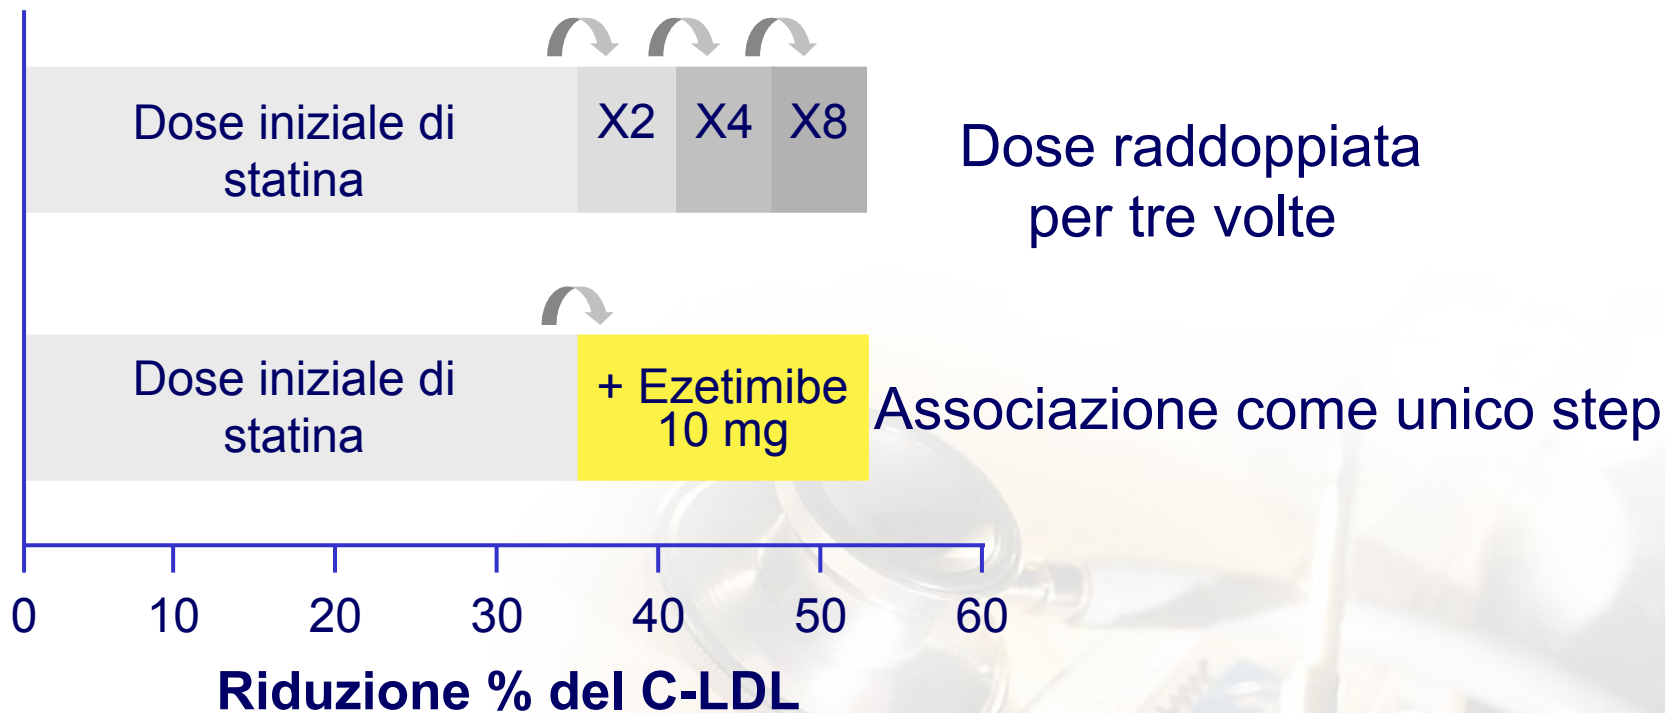 Dose iniziale di
statina
X2 X4 X8
Dose raddoppiata
per tre volte
Dose iniziale di
statina
+ Ezetimibe
10 mg
Associazione come unico step
0 10 20 30 40 50 60
Riduzione % del C-LDL